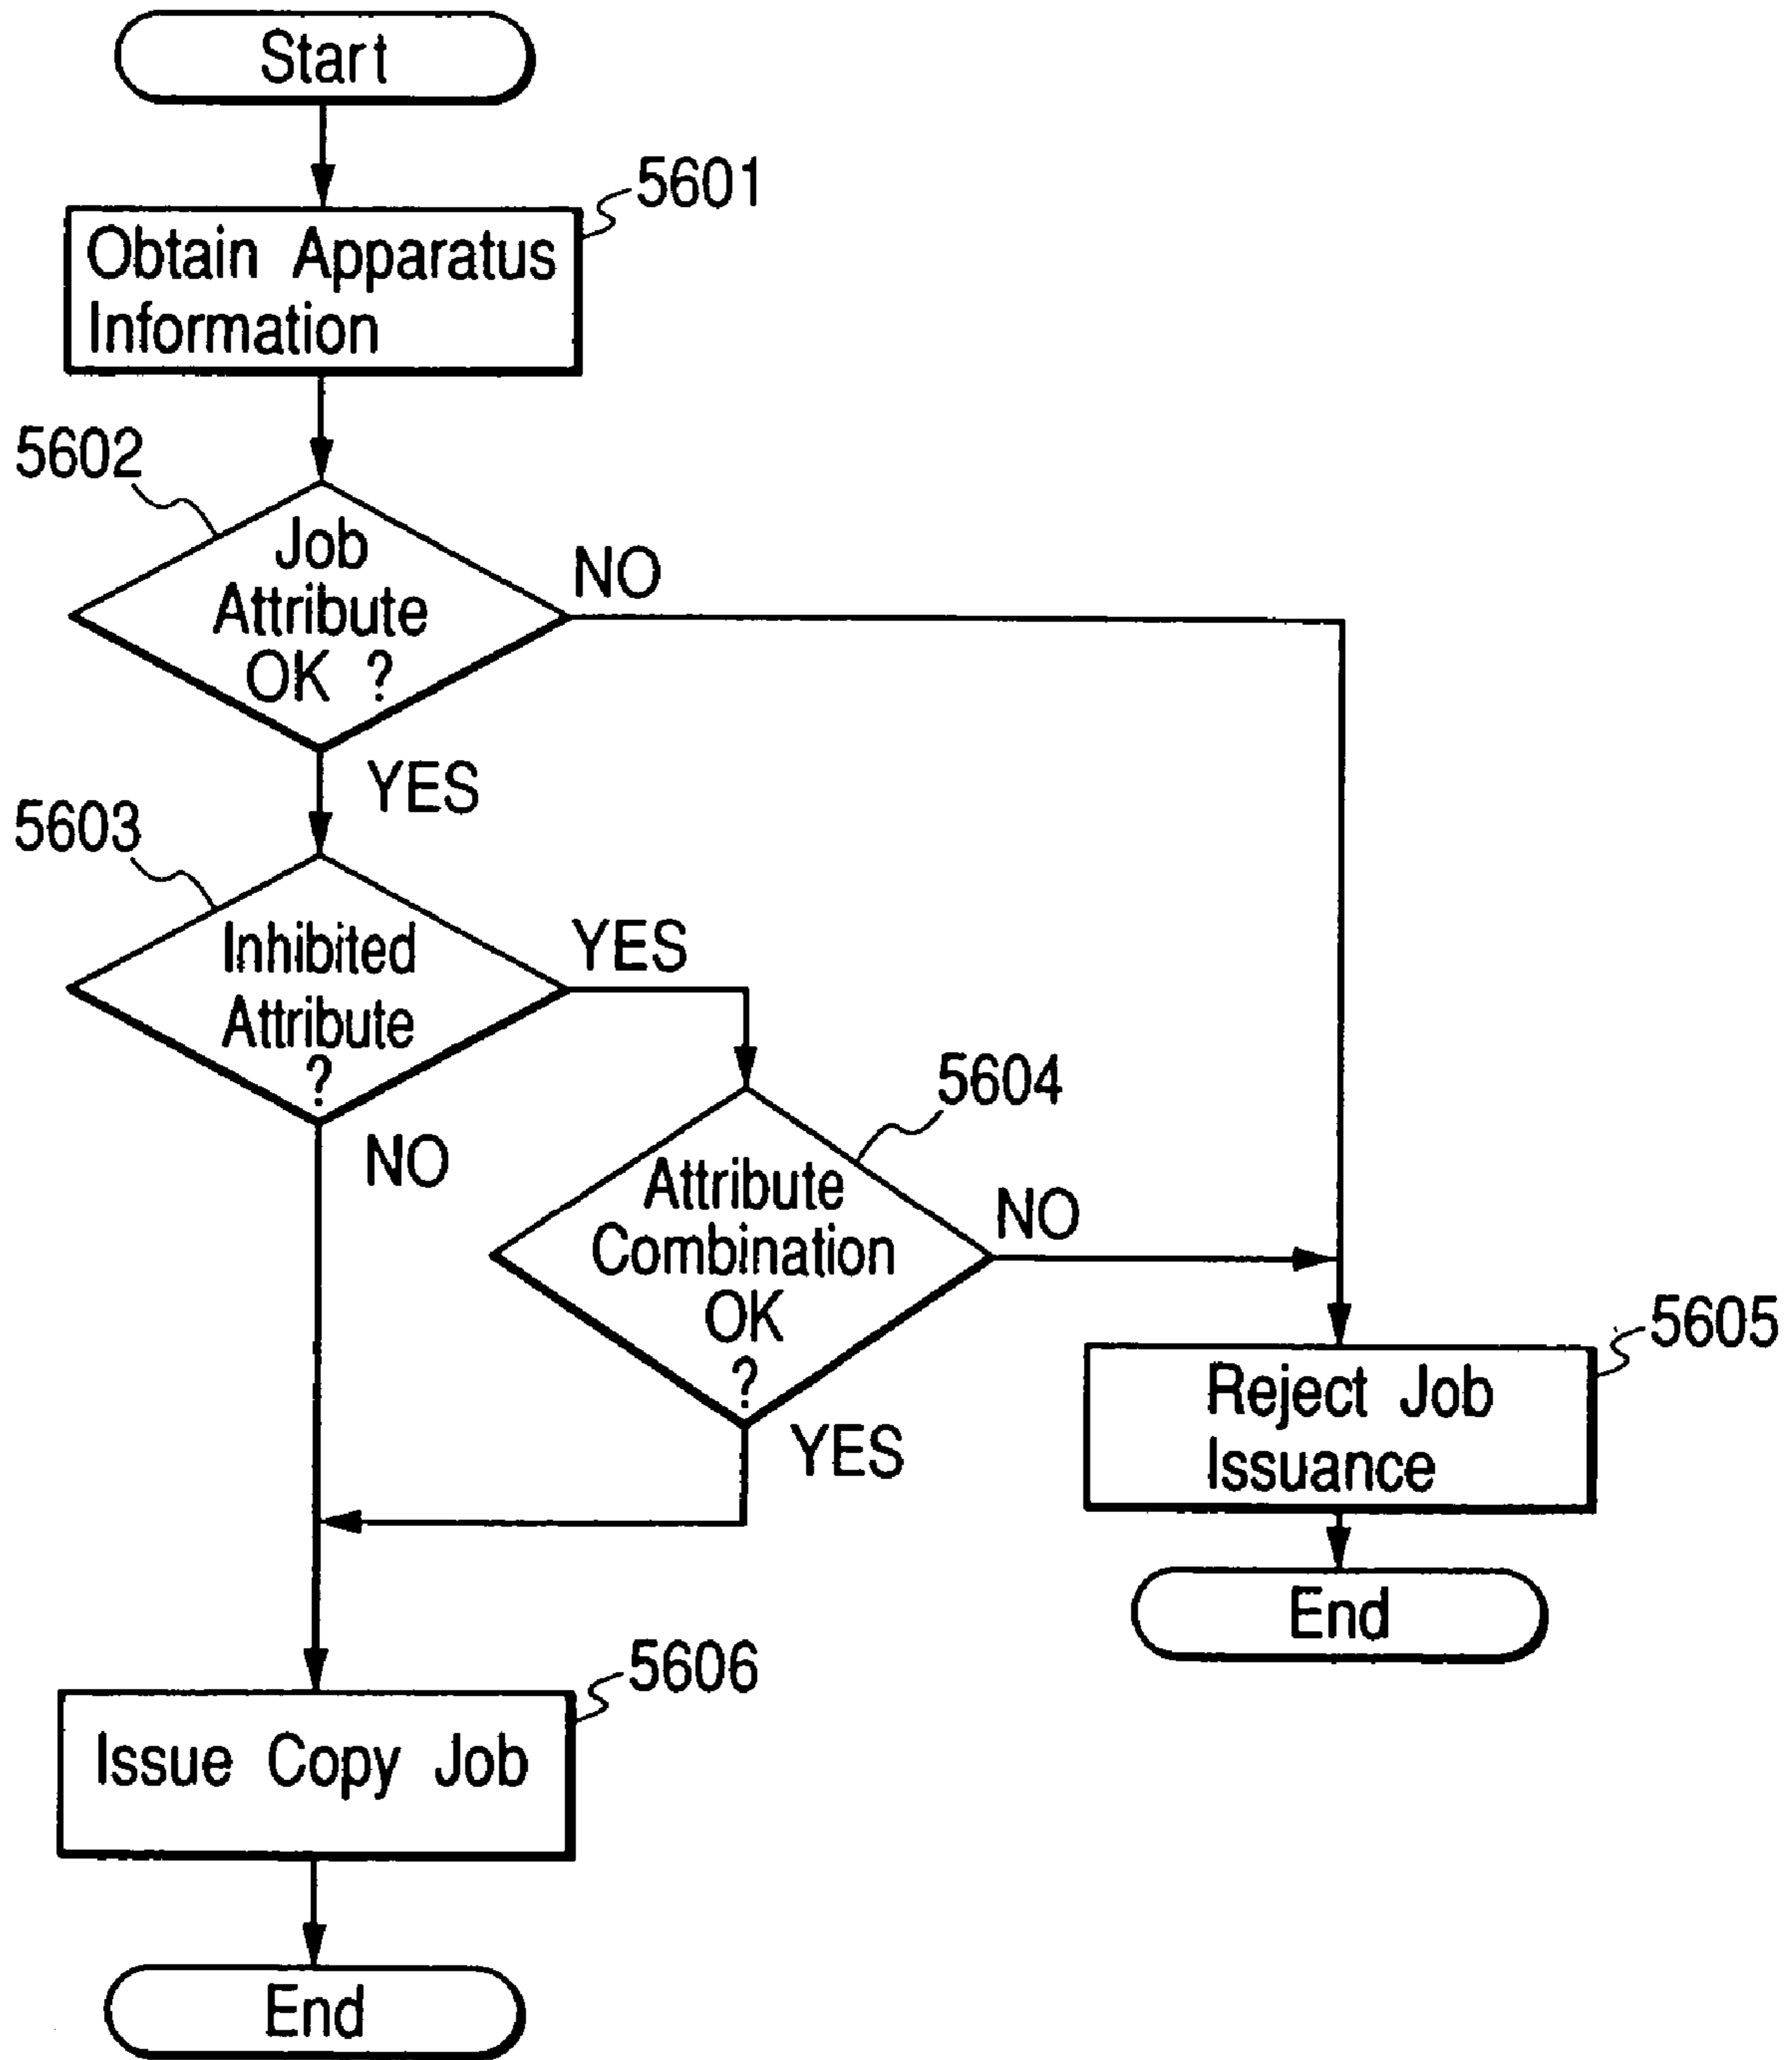 Start
5601
Obtain Apparatus
Information
5602
Job
Attribute
OK ?
NO
YES
5603
Inhibited
Attribute
?
YES
NO
5604
Attribute
Combination
OK
?
NO
YES
5605
Reject Job
Issuance
End
5606
Issue Copy Job
End